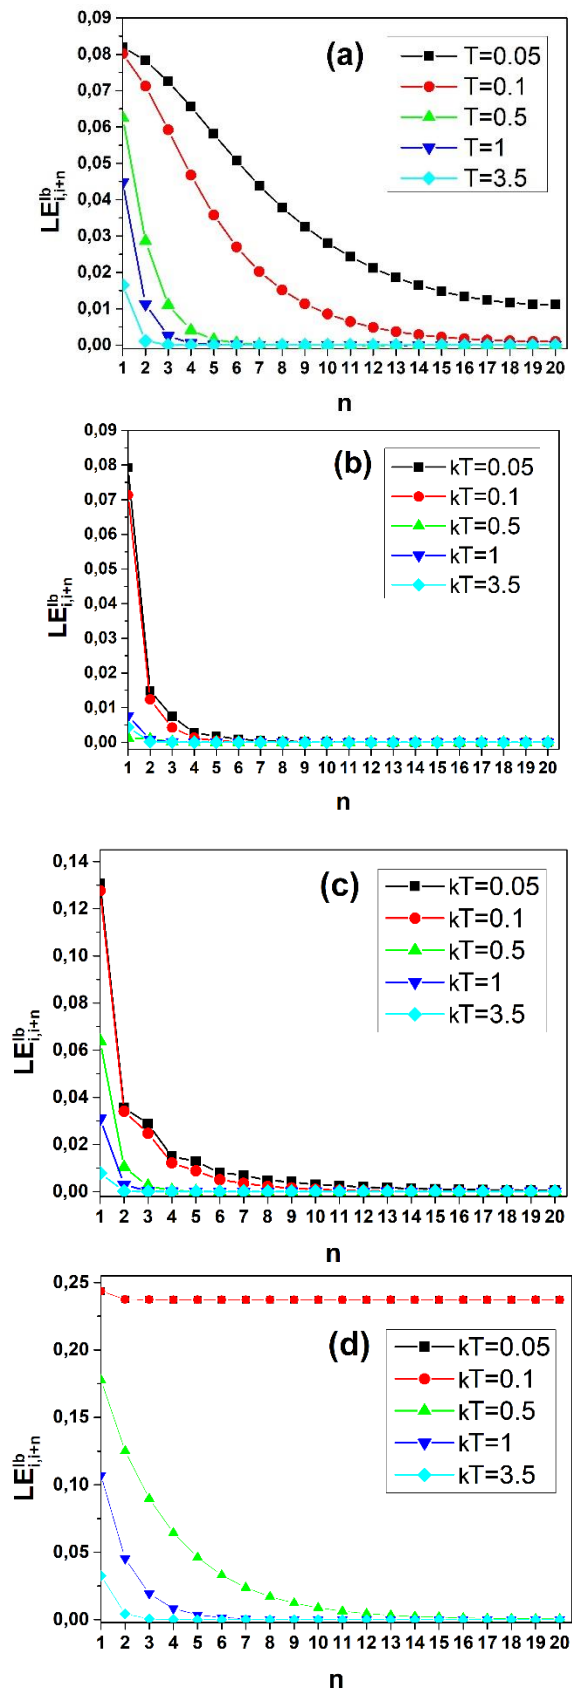 0,09
0,08
0,07
0,06
0,05
0,04
0,03
0,02
0,01
0,00
LE^{lb}_{i,i+n}
(a)
T=0.05
T=0.1
T=0.5
T=1
T=3.5
1 2 3 4 5 6 7 8 9 10 11 12 13 14 15 16 17 18 19 20
n
0,09
0,08
0,07
0,06
0,05
0,04
0,03
0,02
0,01
0,00
LE^{lb}_{i,i+n}
(b)
kT=0.05
kT=0.1
kT=0.5
kT=1
kT=3.5
1 2 3 4 5 6 7 8 9 10 11 12 13 14 15 16 17 18 19 20
n
0,14
0,12
0,10
0,08
0,06
0,04
0,02
0,00
LE^{lb}_{i,i+n}
(c)
kT=0.05
kT=0.1
kT=0.5
kT=1
kT=3.5
1 2 3 4 5 6 7 8 9 10 11 12 13 14 15 16 17 18 19 20
n
0,25
0,20
0,15
0,10
0,05
0,00
LE^{lb}_{i,i+n}
(d)
kT=0.05
kT=0.1
kT=0.5
kT=1
kT=3.5
1 2 3 4 5 6 7 8 9 10 11 12 13 14 15 16 17 18 19 20
n